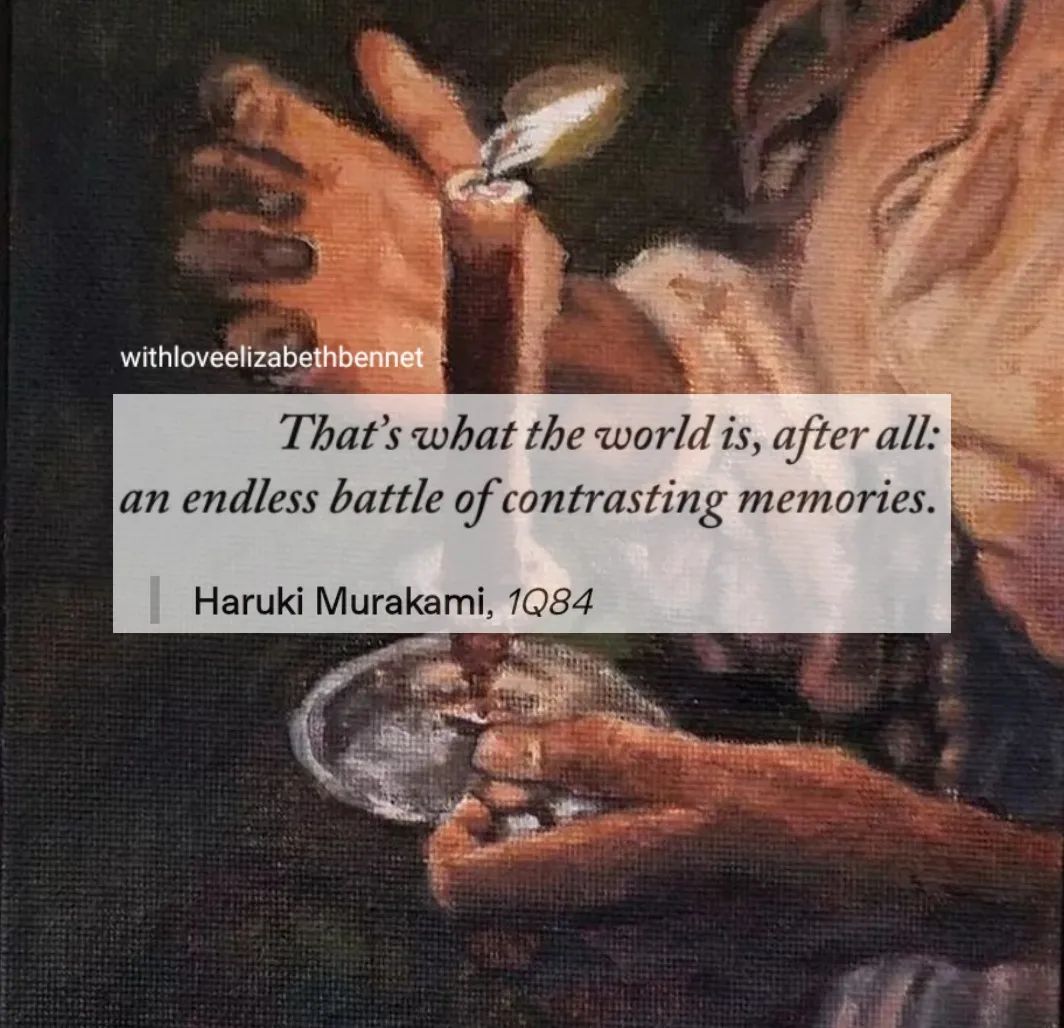 withloveelizabethbennet
That's what the world is, after all:
an endless battle of contrasting memories.
Haruki Murakami, 1Q84